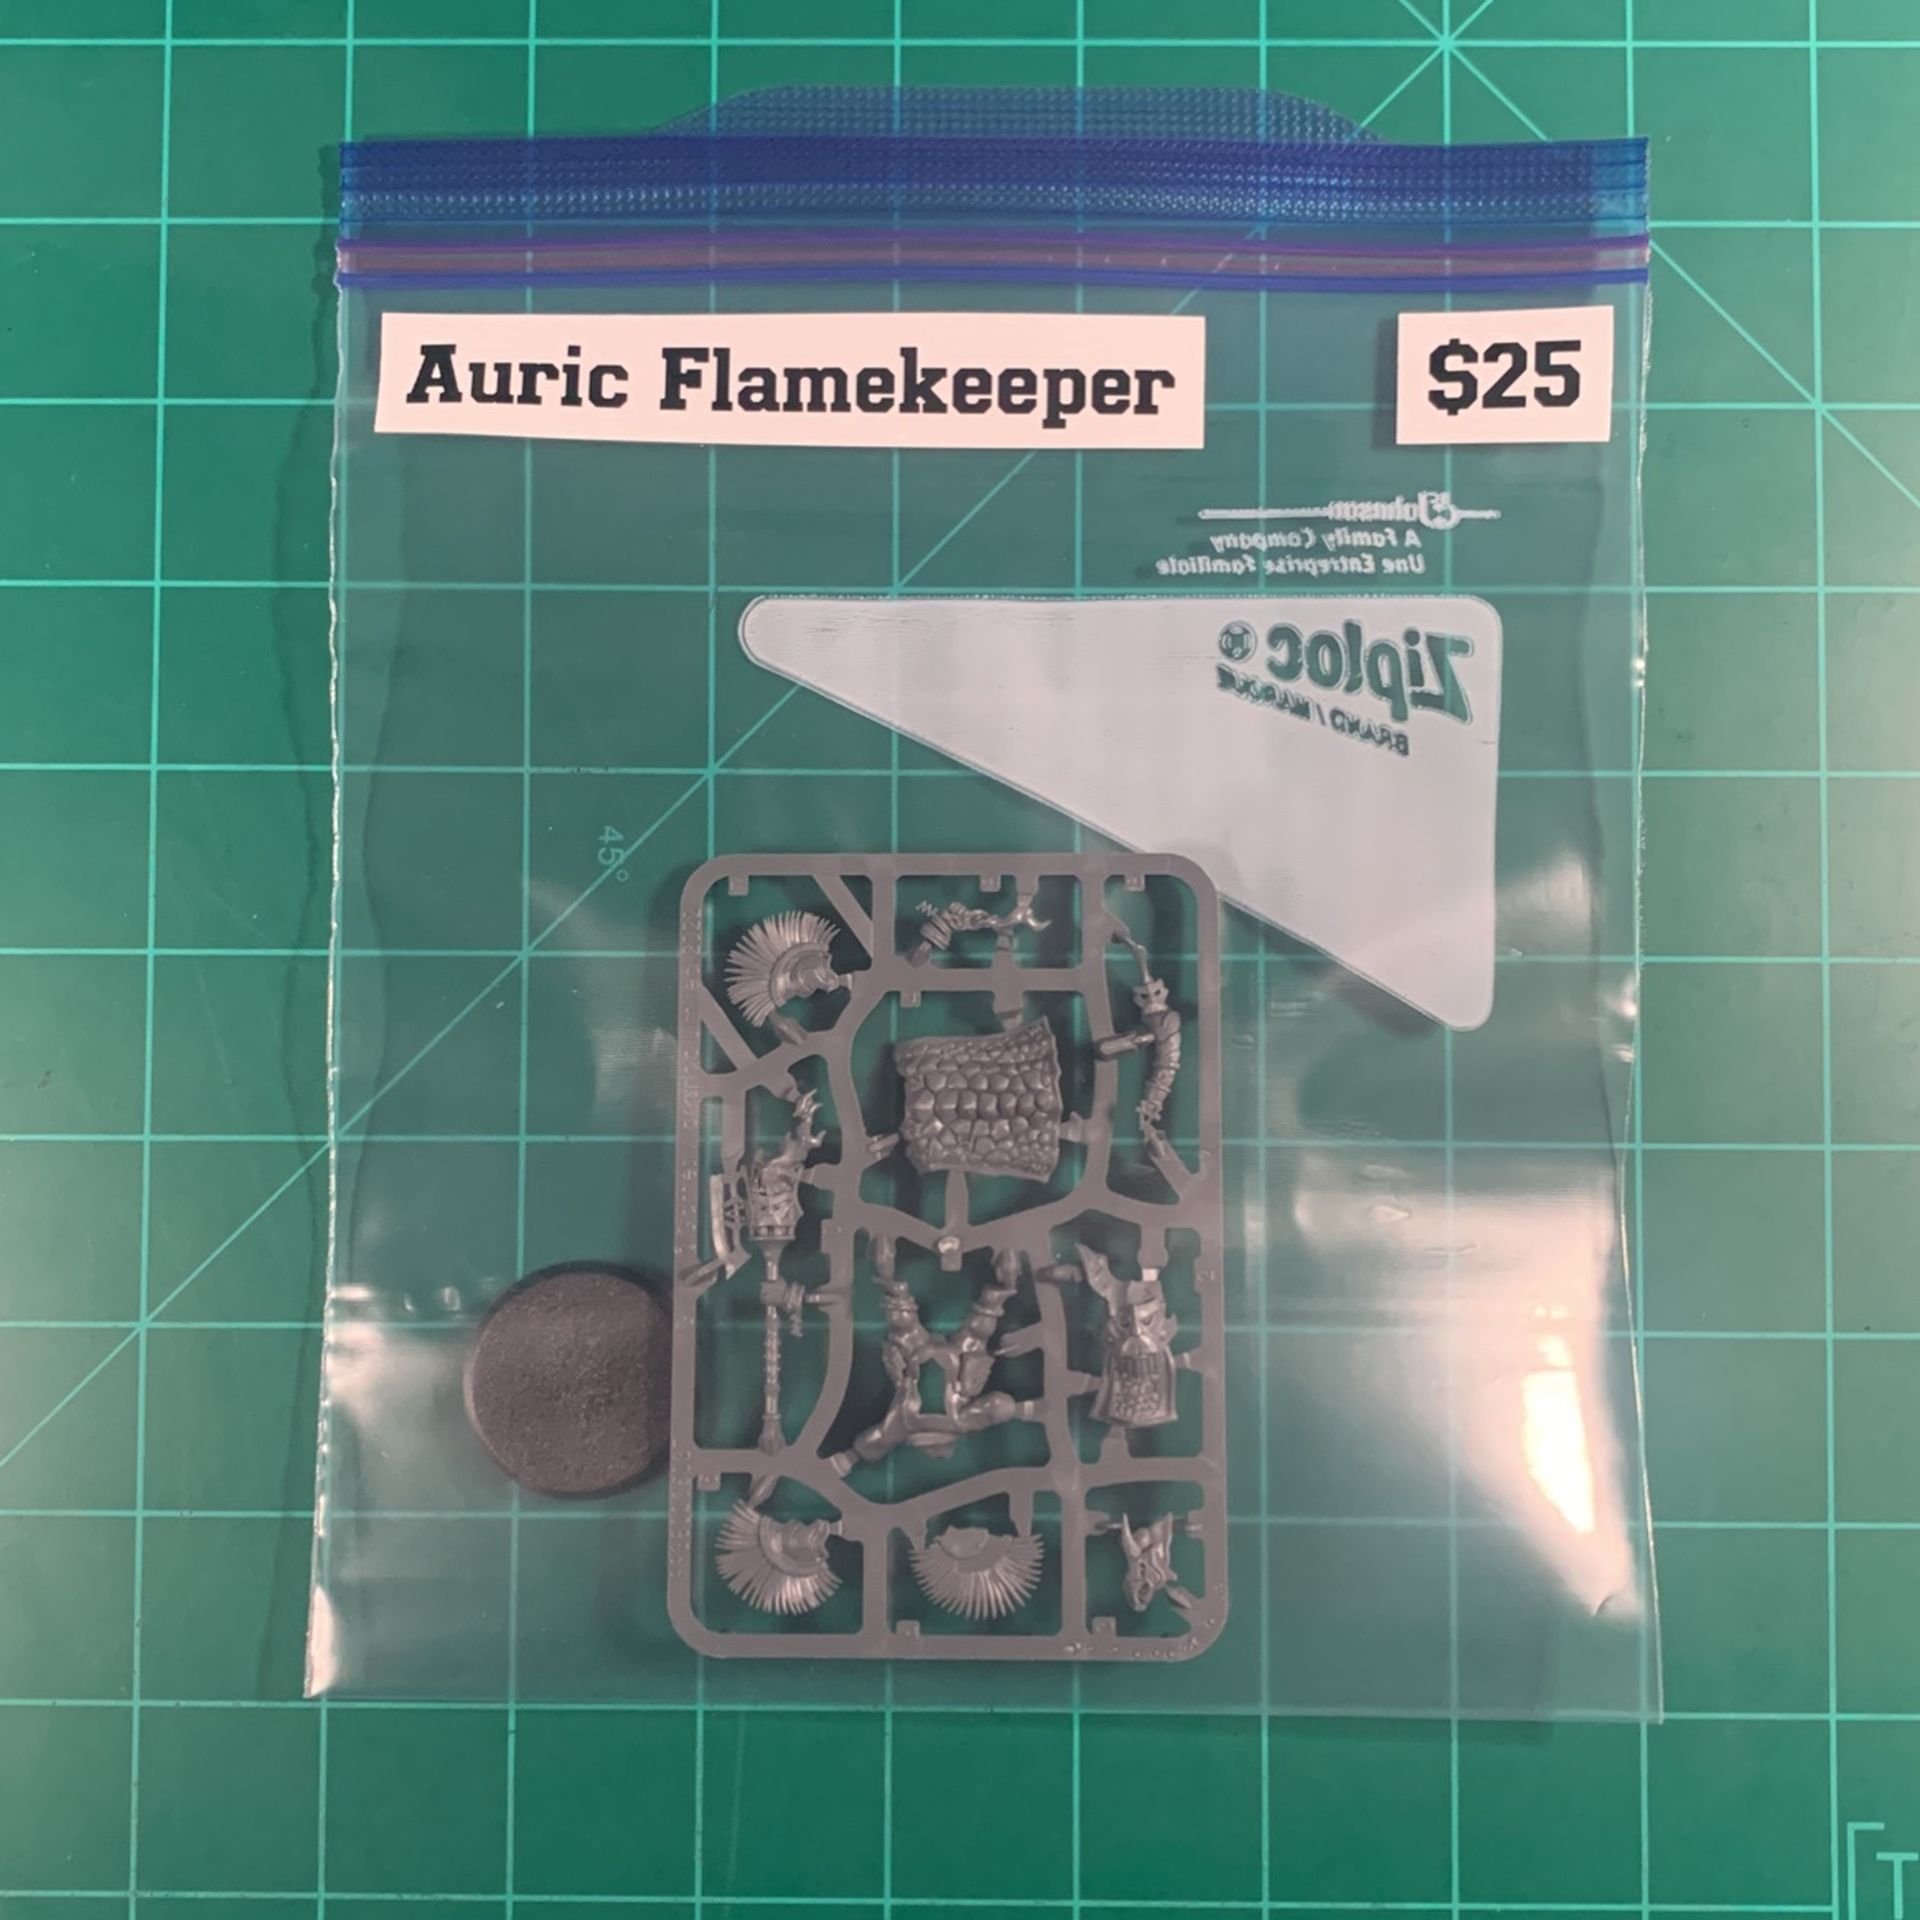 Auric Flamekeeper
$25
Johnson
A Family Company
Une Entreprise Familiale
Ziploc
BRAND / MARQUE
45°
T